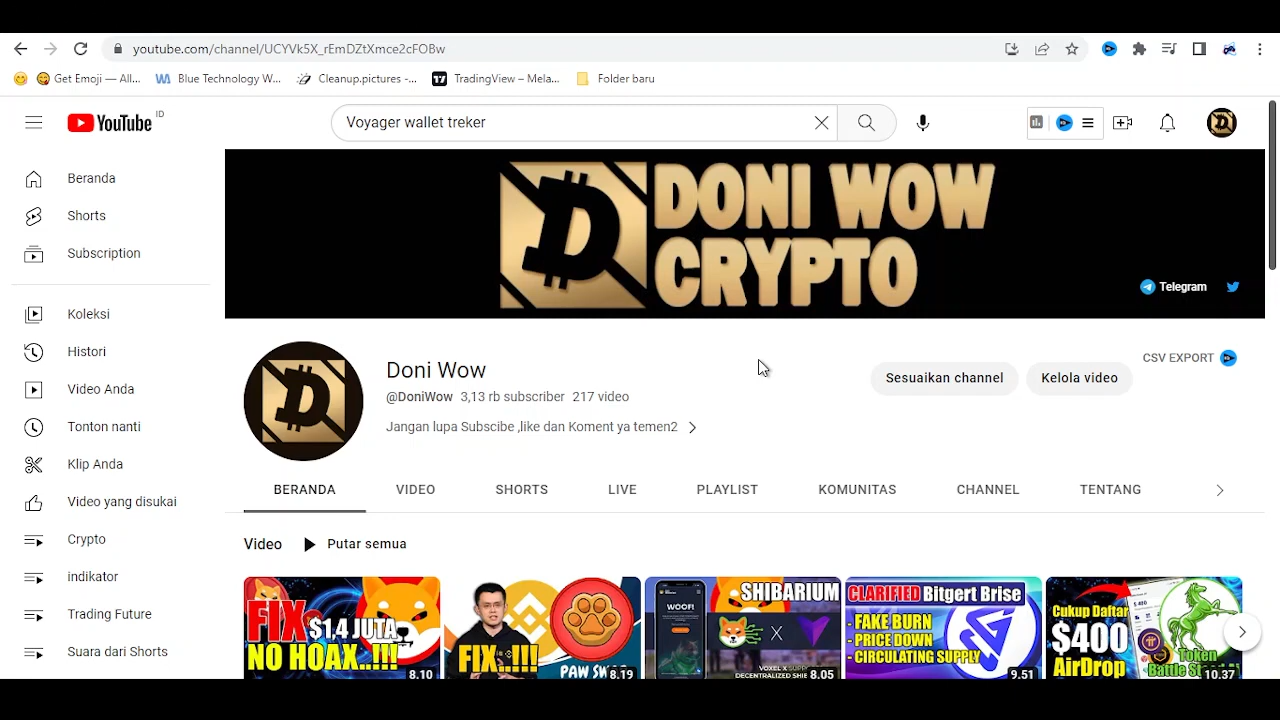 youtube.com/channel/UCYVk5X_rEmDZtXmce2cFOBw
Get Emoji — All...
Blue Technology W...
Cleanup.pictures -...
TradingView – Mela...
Folder baru
YouTube ID
Voyager wallet treker
Beranda
Shorts
Subscription
Koleksi
Histori
Video Anda
Tonton nanti
Klip Anda
Video yang disukai
Crypto
indikator
Trading Future
Suara dari Shorts
DONI WOW
CRYPTO
Telegram
Doni Wow
@DoniWow 3,13 rb subscriber 217 video
Jangan lupa Subscibe ,like dan Koment ya temen2
Sesuaikan channel
Kelola video
CSV EXPORT
BERANDA
VIDEO
SHORTS
LIVE
PLAYLIST
KOMUNITAS
CHANNEL
TENTANG
Video
Putar semua
FIX
$1.4 JUTA
NO HOAX..!!!
8.10
FIX..!!!
PAW SWAP
8.19
SHIBARIUM
WOOF!
X
VOXEL X
DECENTRALIZED
8.05
CLARIFIED Bitgert Brise
- FAKE BURN
- PRICE DOWN
- CIRCULATING SUPPLY
9.51
Cukup Daftar
$400
AirDrop
Token
10.37